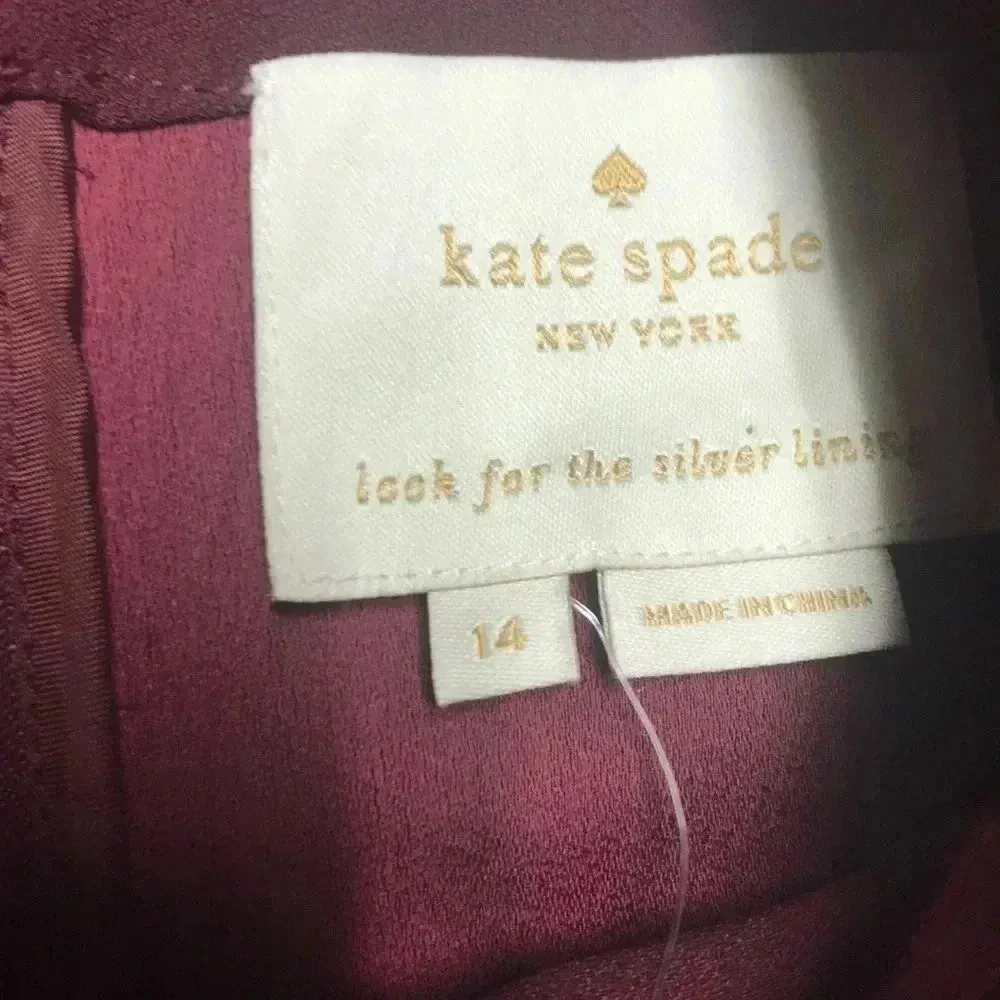 kate spade
NEW YORK
look for the silver lining
14
MADE IN CHINA